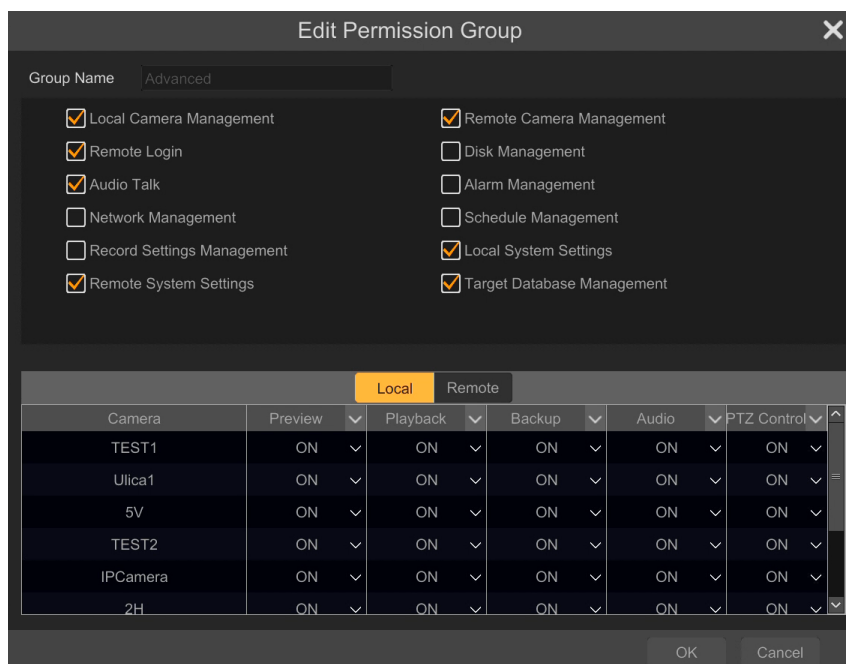 Edit Permission Group
Group Name Advanced
Local Camera Management Remote Camera Management
Remote Login Disk Management
Audio Talk Alarm Management
Network Management Schedule Management
Record Settings Management Local System Settings
Remote System Settings Target Database Management
Local Remote
Camera Preview Playback Backup Audio PTZ Control
TEST1 ON ON ON ON ON
Ulica1 ON ON ON ON ON
5V ON ON ON ON ON
TEST2 ON ON ON ON ON
IPCamera ON ON ON ON ON
2H ON ON ON ON ON
OK Cancel